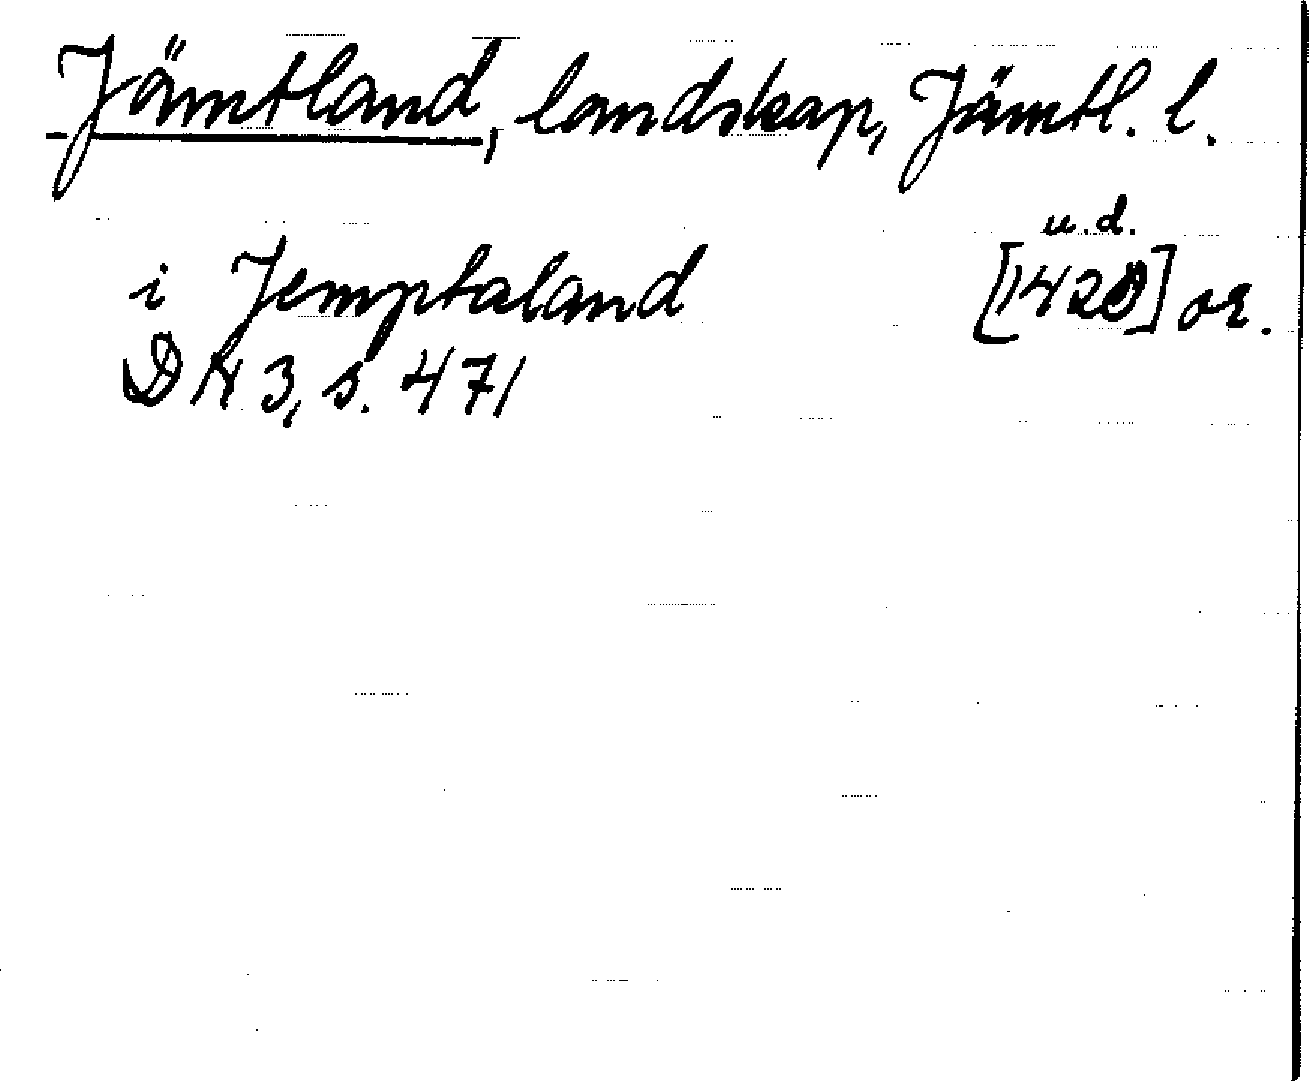 Jämtland, landskap, Jämtl. l.
u.d.
i Jemptaland [1420] or.
DN 3, s. 471